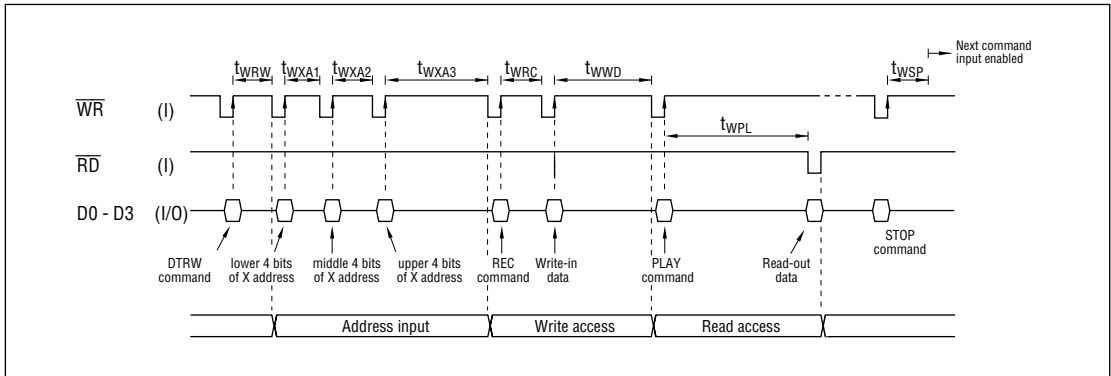 Next command
input enabled
tWRW tWXA1 tWXA2 tWXA3 tWRC tWWD tWSP
WR (I)
tWPL
RD (I)
D0 - D3 (I/O)
DTRW
command
lower 4 bits
of X address
middle 4 bits
of X address
upper 4 bits
of X address
REC
command
Write-in
data
PLAY
command
Read-out
data
STOP
command
Address input Write access Read access